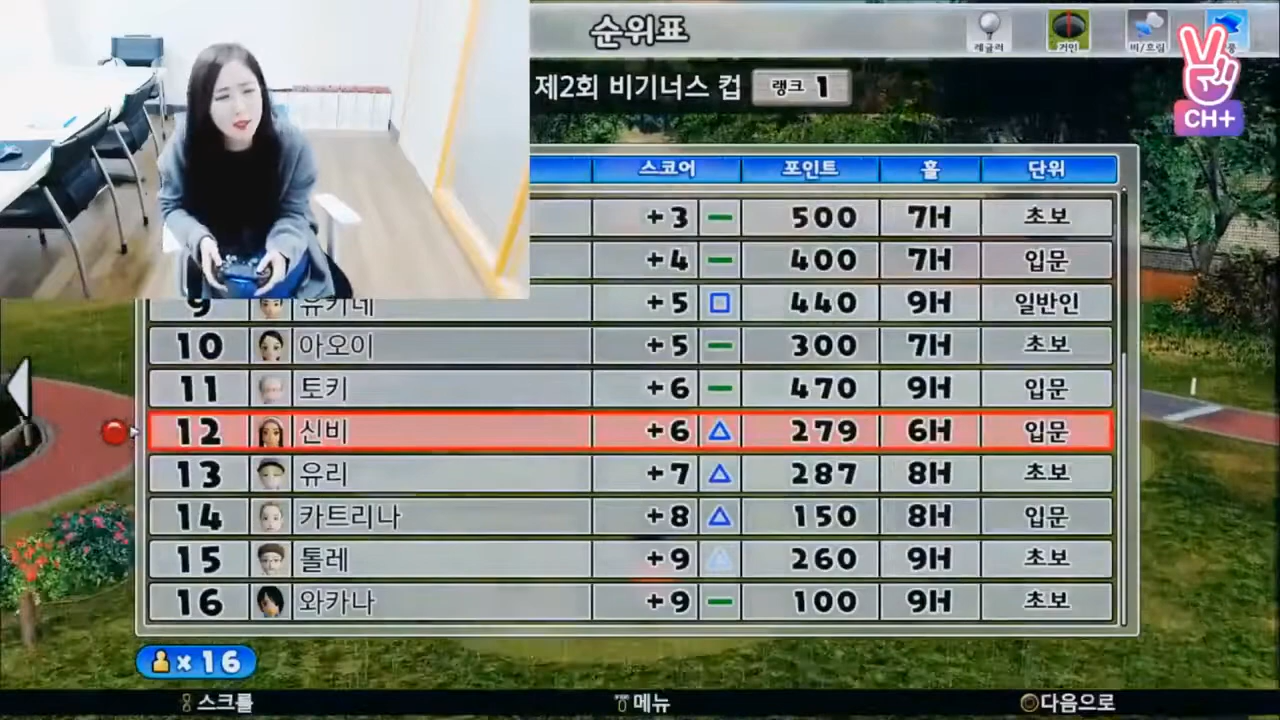 순위표
레귤러 거인 비/흐림
CH+
제2회 비기너스 컵 랭크 1
스코어 포인트 홀 단위
+3 500 7H 초보
+4 400 7H 입문
9 유키네 +5 440 9H 일반인
10 아오이 +5 300 7H 초보
11 토키 +6 470 9H 입문
12 신비 +6 279 6H 입문
13 유리 +7 287 8H 초보
14 카트리나 +8 150 8H 입문
15 톨레 +9 260 9H 초보
16 와카나 +9 100 9H 초보
x 16
스크롤 메뉴 다음으로